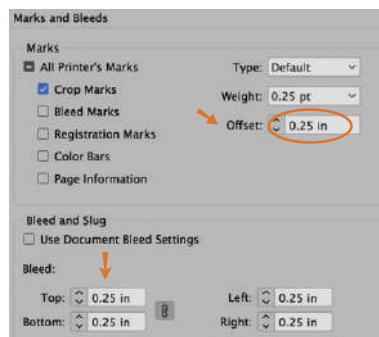 Marks and Bleeds
Marks
All Printer's Marks
Type: Default
Crop Marks
Weight: 0.25 pt
Bleed Marks
Offset: 0.25 in
Registration Marks
Color Bars
Page Information
Bleed and Slug
Use Document Bleed Settings
Bleed:
Top: 0.25 in Left: 0.25 in
Bottom: 0.25 in Right: 0.25 in